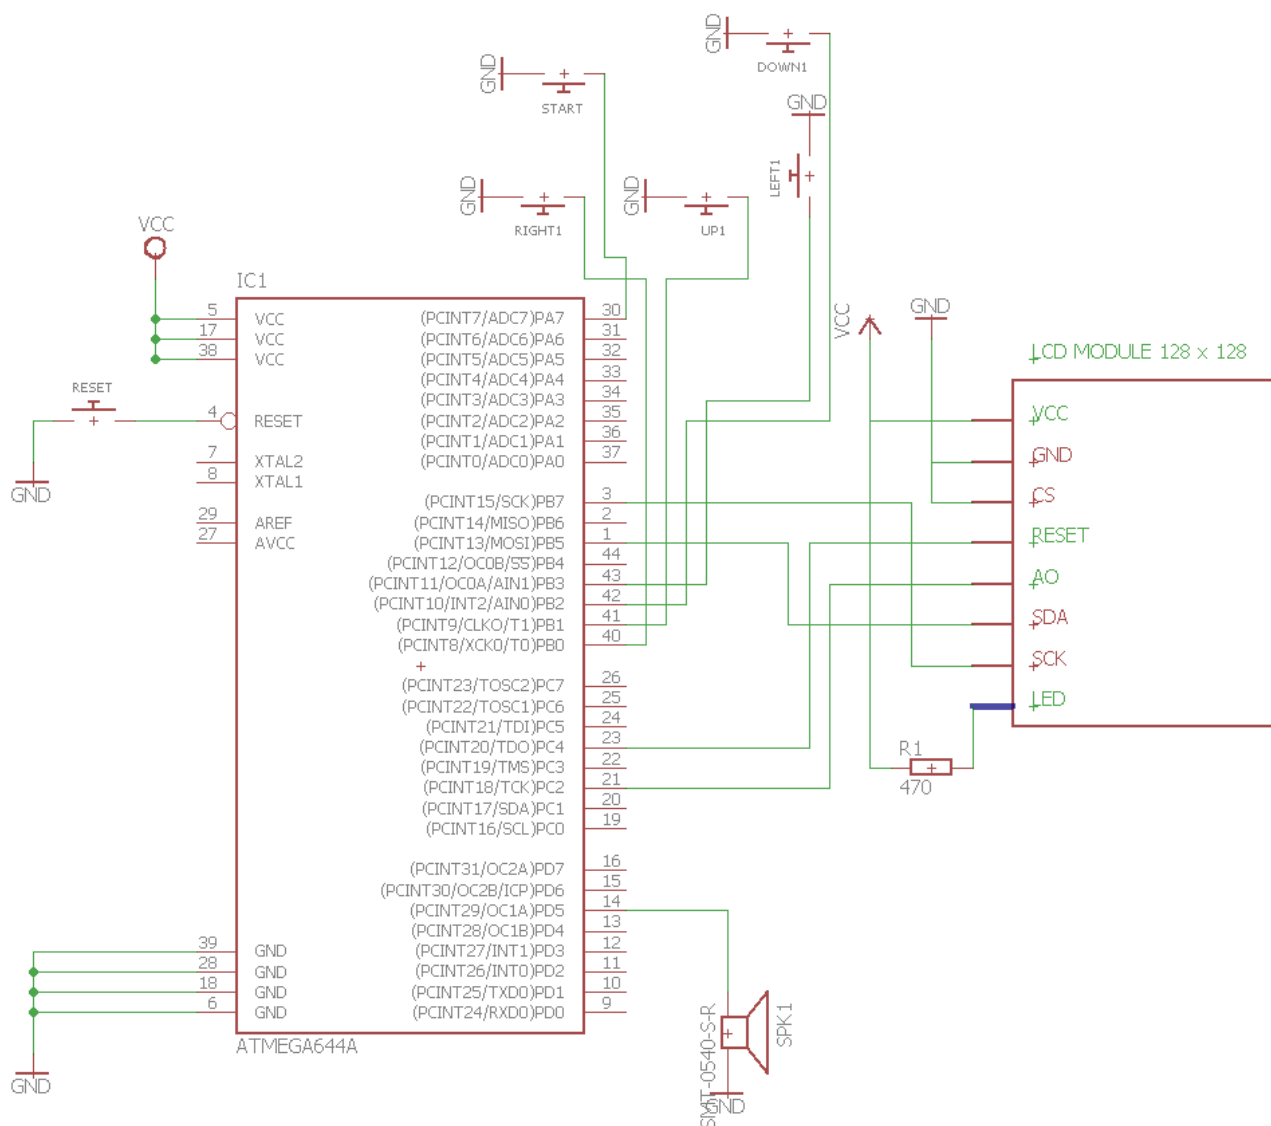 GND
DOWN1
GND
START
GND
LEFT1
GND
RIGHT1
GND
UP1
VCC
IC1
5 VCC
17 VCC
38 VCC
RESET
4 RESET
GND
7 XTAL2
8 XTAL1
29 AREF
27 AVCC
39 GND
28 GND
18 GND
6 GND
GND
(PCINT7/ADC7)PA7 30
(PCINT6/ADC6)PA6 31
(PCINT5/ADC5)PA5 32
(PCINT4/ADC4)PA4 33
(PCINT3/ADC3)PA3 34
(PCINT2/ADC2)PA2 35
(PCINT1/ADC1)PA1 36
(PCINT0/ADC0)PA0 37
(PCINT15/SCK)PB7 3
(PCINT14/MISO)PB6 2
(PCINT13/MOSI)PB5 1
(PCINT12/OC0B/SS)PB4 44
(PCINT11/OC0A/AIN1)PB3 43
(PCINT10/INT2/AIN0)PB2 42
(PCINT9/CLKO/T1)PB1 41
(PCINT8/XCK0/T0)PB0 40
(PCINT23/TOSC2)PC7 26
(PCINT22/TOSC1)PC6 25
(PCINT21/TDI)PC5 24
(PCINT20/TDO)PC4 23
(PCINT19/TMS)PC3 22
(PCINT18/TCK)PC2 21
(PCINT17/SDA)PC1 20
(PCINT16/SCL)PC0 19
(PCINT31/OC2A)PD7 16
(PCINT30/OC2B/ICP)PD6 15
(PCINT29/OC1A)PD5 14
(PCINT28/OC1B)PD4 13
(PCINT27/INT1)PD3 12
(PCINT26/INT0)PD2 11
(PCINT25/TXD0)PD1 10
(PCINT24/RXD0)PD0 9
ATMEGA644A
VCC
GND
LCD MODULE 128 x 128
VCC
GND
CS
RESET
AO
SDA
SCK
LED
R1
470
SMT-0540-S-R
SPK1
GND